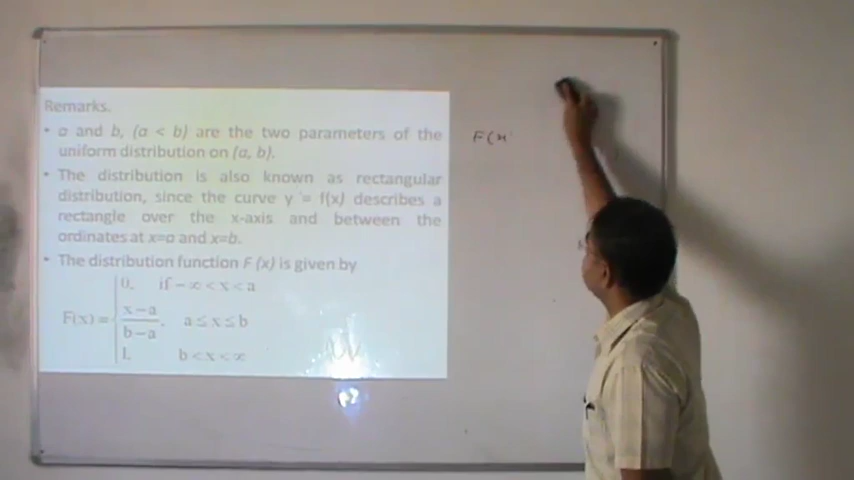 Remarks.
• a and b, (a < b) are the two parameters of the
uniform distribution on (a, b).
• The distribution is also known as rectangular
distribution, since the curve y = f(x) describes a
rectangle over the x-axis and between the
ordinates at x=a and x=b.
• The distribution function F (x) is given by
0, if −∞<x<a
F(x) = x−a / b−a, a≤x≤b
1, b<x<∞
F(x)